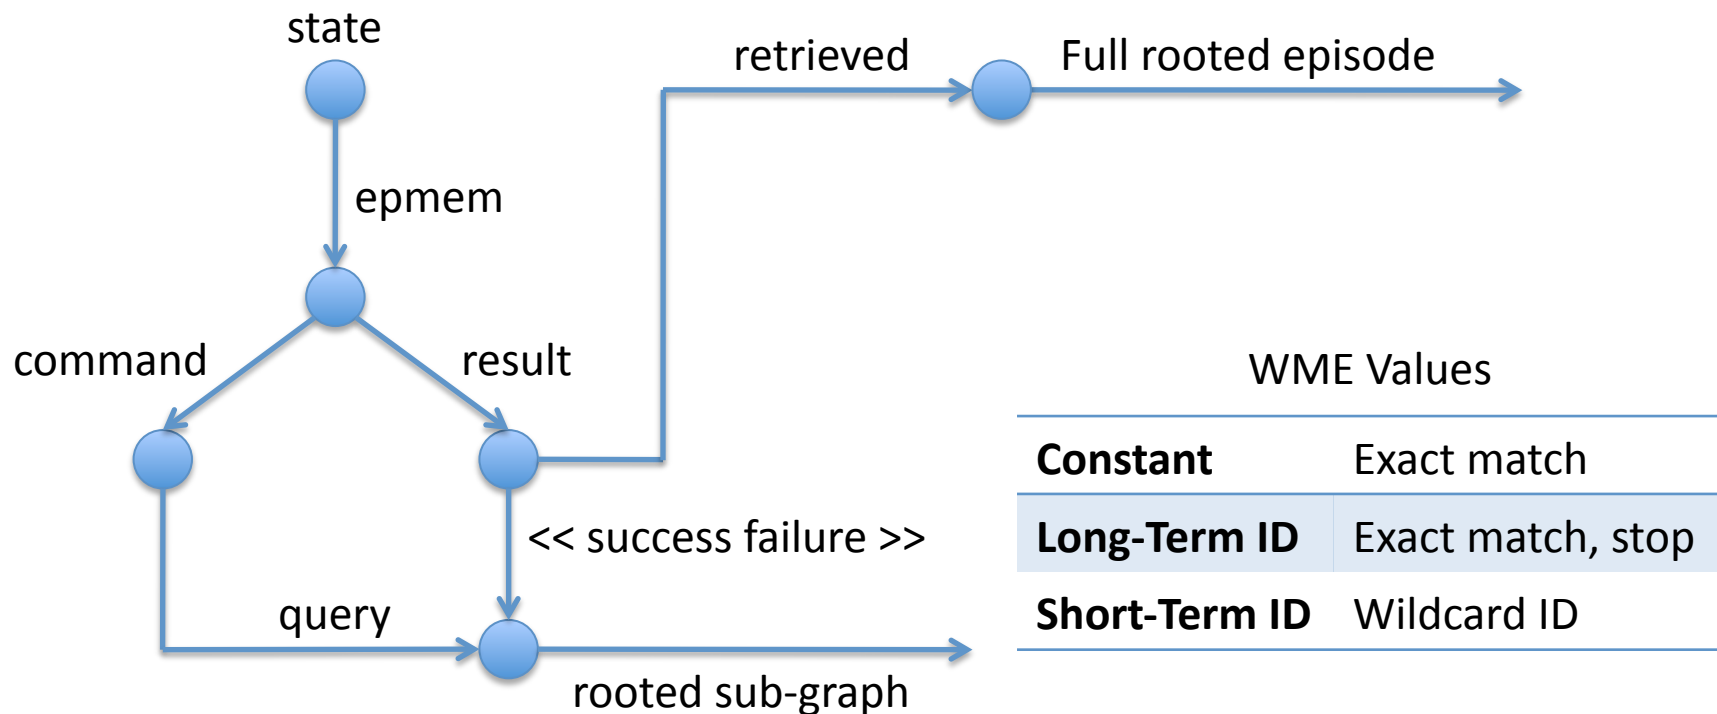 state
retrieved
Full rooted episode
epmem
command
result
<< success failure >>
query
rooted sub-graph
WME Values
Constant Exact match
Long-Term ID Exact match, stop
Short-Term ID Wildcard ID